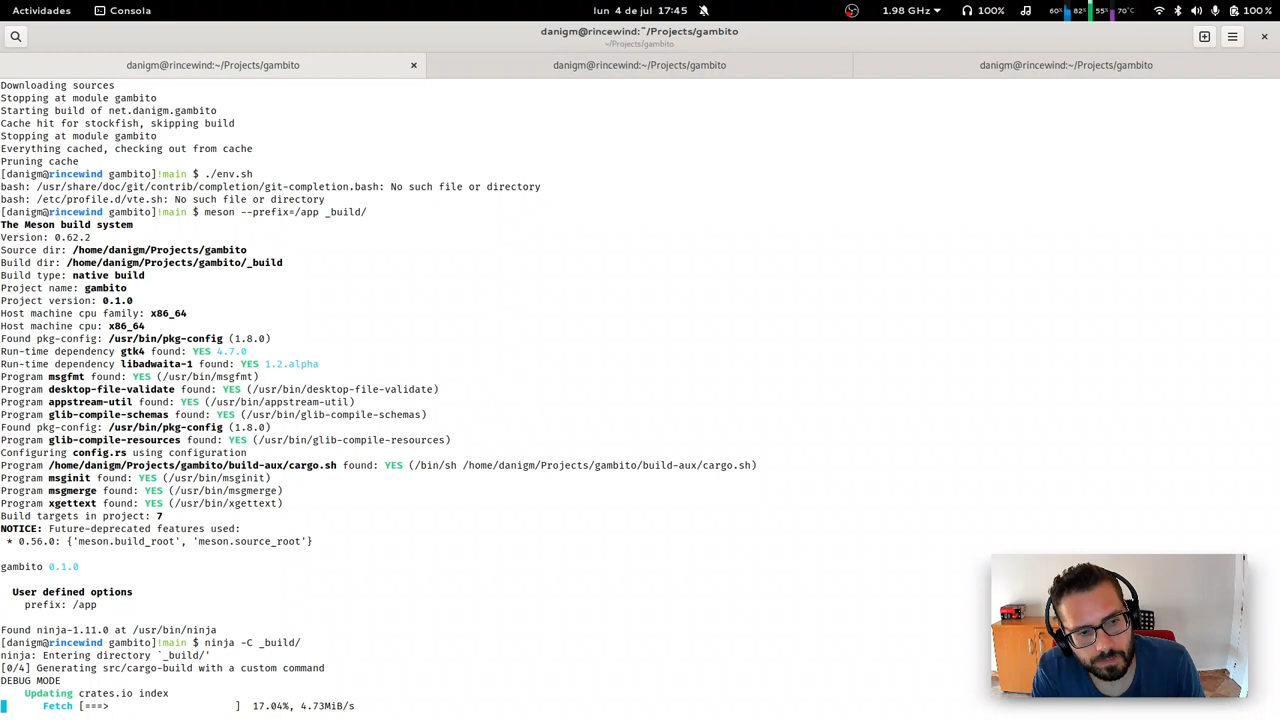 Actividades
Consola
lun 4 de jul 17:45
1.98 GHz
100%
60%
82%
55%
70°C
100 %
danigm@rincewind:~/Projects/gambito
~/Projects/gambito
danigm@rincewind:~/Projects/gambito
danigm@rincewind:~/Projects/gambito
danigm@rincewind:~/Projects/gambito
Downloading sources
Stopping at module gambito
Starting build of net.danigm.gambito
Cache hit for stockfish, skipping build
Stopping at module gambito
Everything cached, checking out from cache
Pruning cache
[danigm@rincewind gambito]!main $ ./env.sh
bash: /usr/share/doc/git/contrib/completion/git-completion.bash: No such file or directory
bash: /etc/profile.d/vte.sh: No such file or directory
[danigm@rincewind gambito]!main $ meson --prefix=/app _build/
The Meson build system
Version: 0.62.2
Source dir: /home/danigm/Projects/gambito
Build dir: /home/danigm/Projects/gambito/_build
Build type: native build
Project name: gambito
Project version: 0.1.0
Host machine cpu family: x86_64
Host machine cpu: x86_64
Found pkg-config: /usr/bin/pkg-config (1.8.0)
Run-time dependency gtk4 found: YES 4.7.0
Run-time dependency libadwaita-1 found: YES 1.2.alpha
Program msgfmt found: YES (/usr/bin/msgfmt)
Program desktop-file-validate found: YES (/usr/bin/desktop-file-validate)
Program appstream-util found: YES (/usr/bin/appstream-util)
Program glib-compile-schemas found: YES (/usr/bin/glib-compile-schemas)
Found pkg-config: /usr/bin/pkg-config (1.8.0)
Program glib-compile-resources found: YES (/usr/bin/glib-compile-resources)
Configuring config.rs using configuration
Program /home/danigm/Projects/gambito/build-aux/cargo.sh found: YES (/bin/sh /home/danigm/Projects/gambito/build-aux/cargo.sh)
Program msginit found: YES (/usr/bin/msginit)
Program msgmerge found: YES (/usr/bin/msgmerge)
Program xgettext found: YES (/usr/bin/xgettext)
Build targets in project: 7
NOTICE: Future-deprecated features used:
* 0.56.0: {'meson.build_root', 'meson.source_root'}
gambito 0.1.0
User defined options
prefix: /app
Found ninja-1.11.0 at /usr/bin/ninja
[danigm@rincewind gambito]!main $ ninja -C _build/
ninja: Entering directory `_build/'
[0/4] Generating src/cargo-build with a custom command
DEBUG MODE
Updating crates.io index
Fetch [===> ] 17.04%, 4.73MiB/s